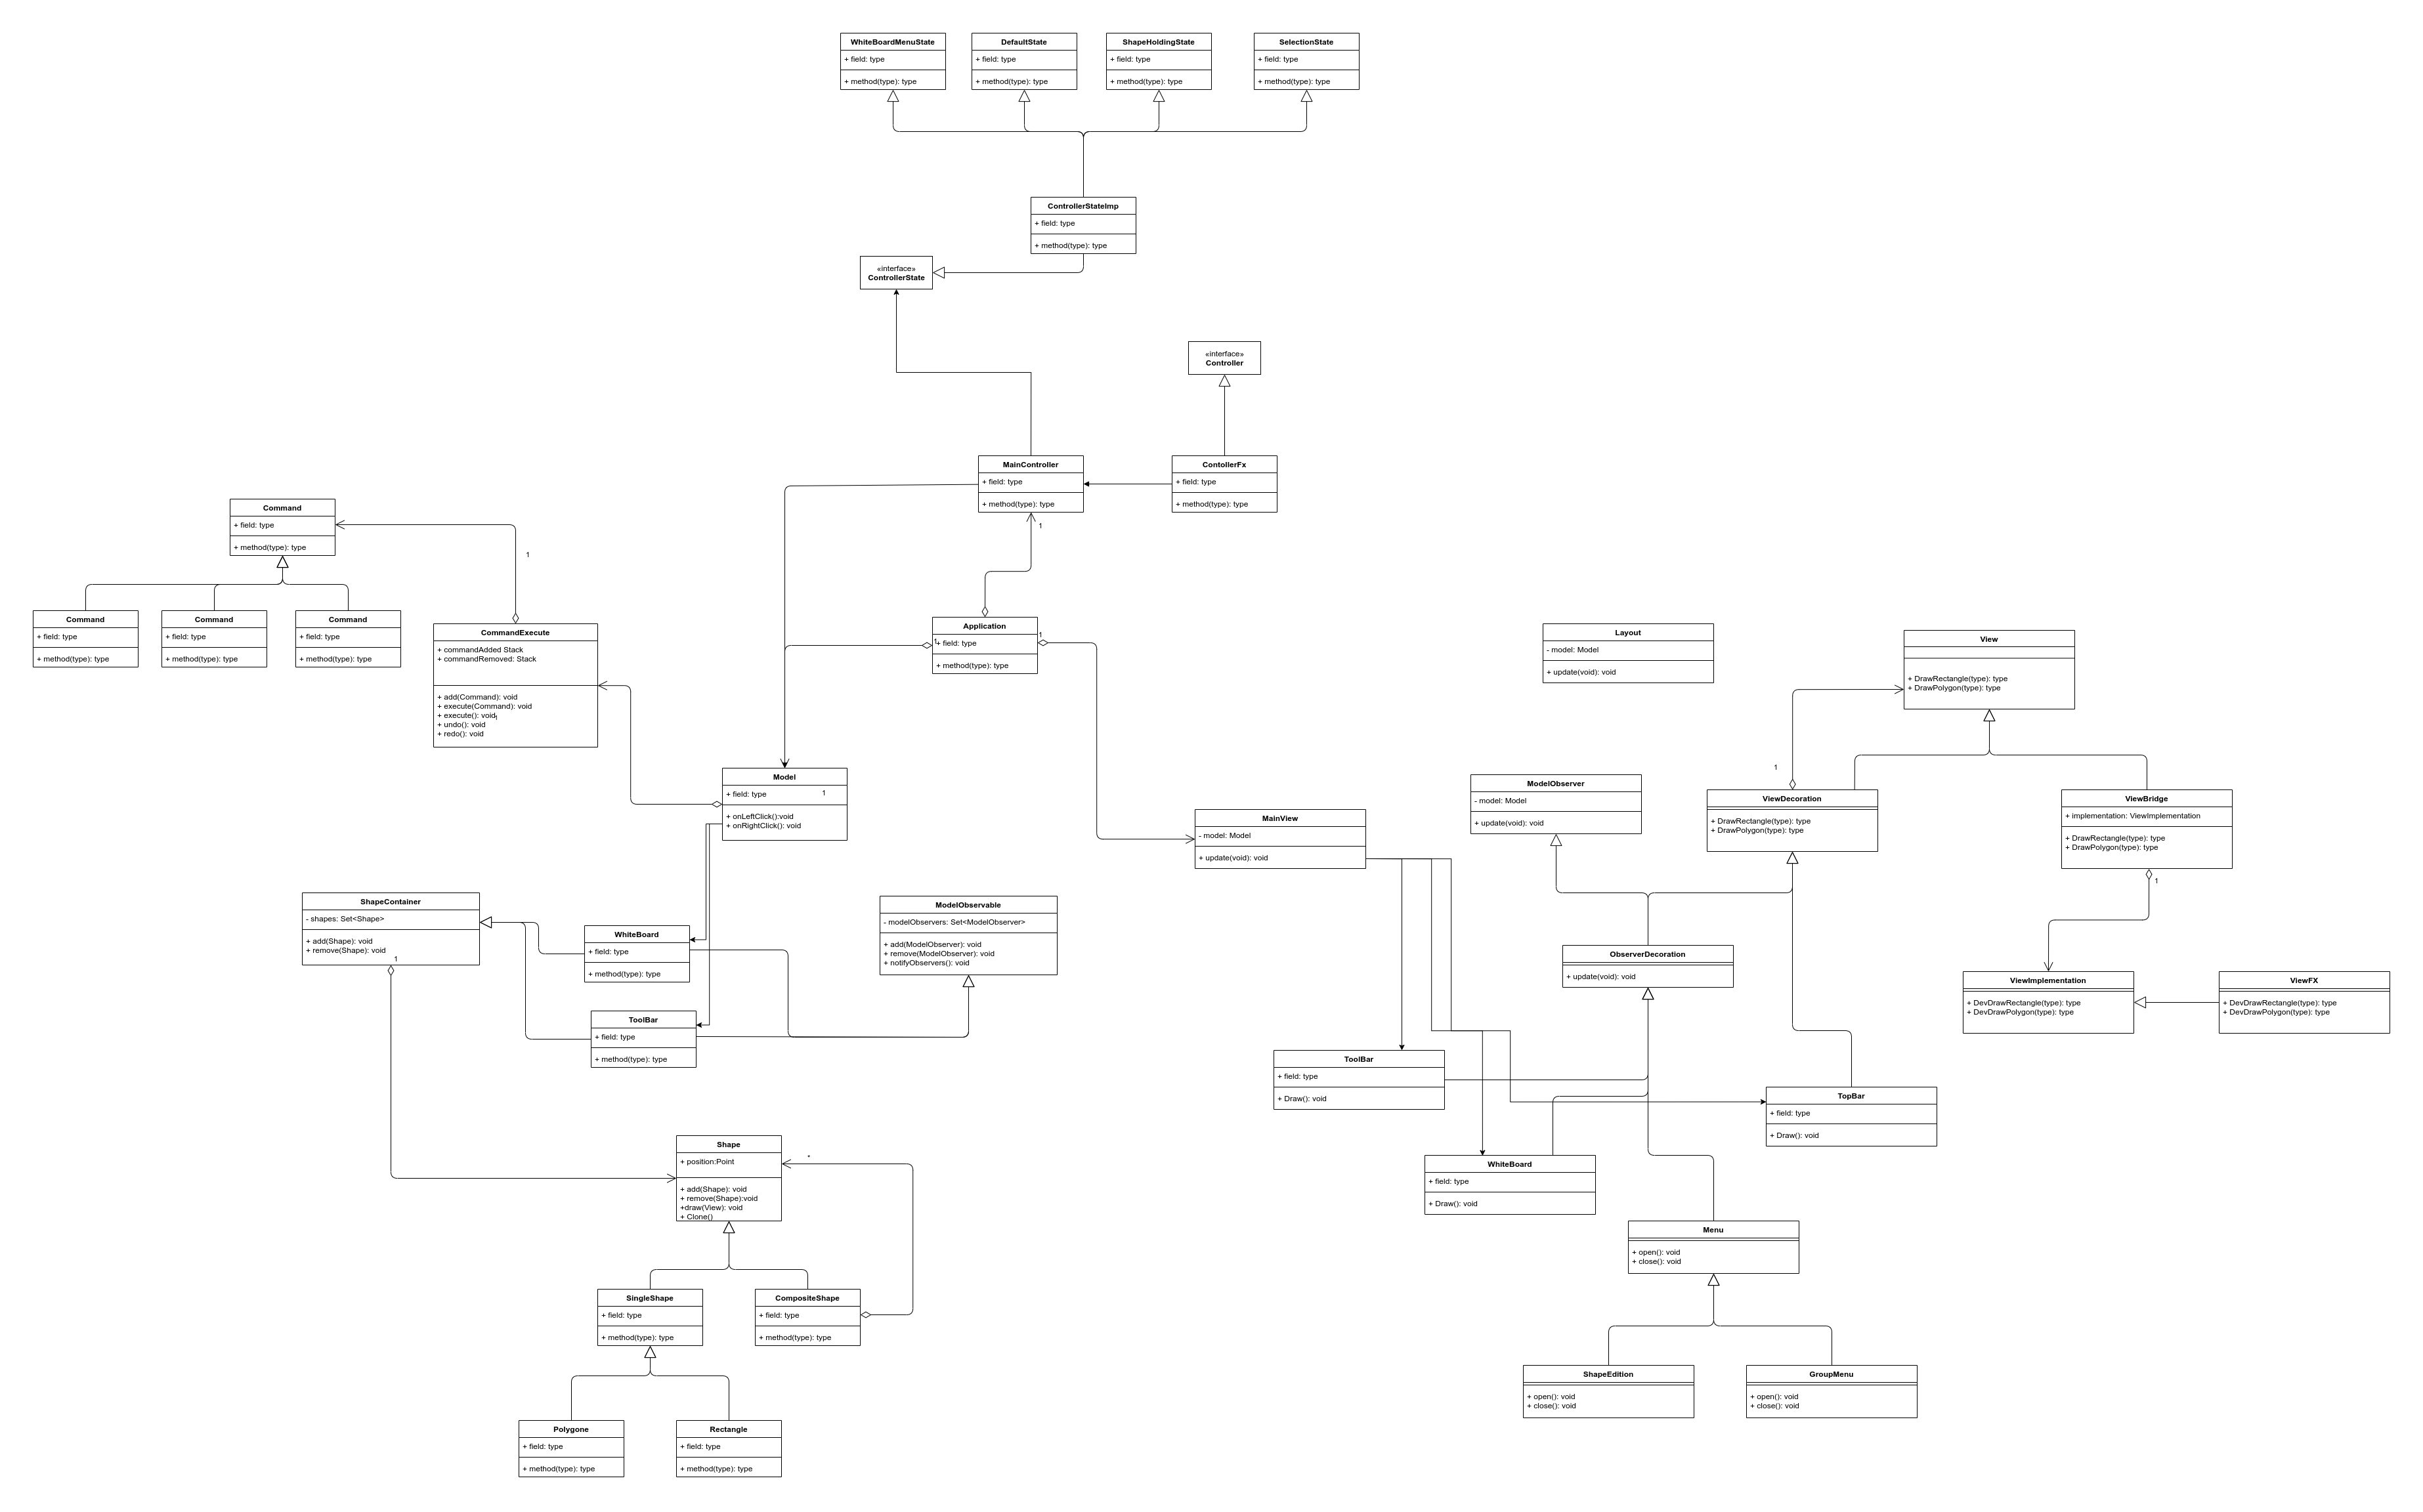 WhiteBoardMenuState
+ field: type
+ method(type): type
DefaultState
+ field: type
+ method(type): type
ShapeHoldingState
+ field: type
+ method(type): type
SelectionState
+ field: type
+ method(type): type
ControllerStateImp
+ field: type
+ method(type): type
«interface»
ControllerState
«interface»
Controller
MainController
+ field: type
+ method(type): type
1
ContollerFx
+ field: type
+ method(type): type
Command
+ field: type
+ method(type): type
1
Command
+ field: type
+ method(type): type
Command
+ field: type
+ method(type): type
Command
+ field: type
+ method(type): type
CommandExecute
+ commandAdded Stack
+ commandRemoved: Stack
+ add(Command): void
+ execute(Command): void
+ execute(): void
1
+ undo(): void
+ redo(): void
Application
1
+ field: type
+ method(type): type
1
Layout
- model: Model
+ update(void): void
View
+ DrawRectangle(type): type
+ DrawPolygon(type): type
Model
+ field: type
1
+ onLeftClick():void
+ onRightClick(): void
MainView
- model: Model
+ update(void): void
ModelObserver
- model: Model
+ update(void): void
1
ViewDecoration
+ DrawRectangle(type): type
+ DrawPolygon(type): type
ViewBridge
+ implementation: ViewImplementation
+ DrawRectangle(type): type
+ DrawPolygon(type): type
1
ShapeContainer
- shapes: Set<Shape>
+ add(Shape): void
+ remove(Shape): void
1
WhiteBoard
+ field: type
+ method(type): type
ModelObservable
- modelObservers: Set<ModelObserver>
+ add(ModelObserver): void
+ remove(ModelObserver): void
+ notifyObservers(): void
ToolBar
+ field: type
+ method(type): type
ObserverDecoration
+ update(void): void
ViewImplementation
+ DevDrawRectangle(type): type
+ DevDrawPolygon(type): type
ViewFX
+ DevDrawRectangle(type): type
+ DevDrawPolygon(type): type
ToolBar
+ field: type
+ Draw(): void
TopBar
+ field: type
+ Draw(): void
WhiteBoard
+ field: type
+ Draw(): void
Shape
+ position:Point
+ add(Shape): void
+ remove(Shape):void
+draw(View): void
+ Clone()
*
Menu
+ open(): void
+ close(): void
SingleShape
+ field: type
+ method(type): type
CompositeShape
+ field: type
+ method(type): type
ShapeEdition
+ open(): void
+ close(): void
GroupMenu
+ open(): void
+ close(): void
Polygone
+ field: type
+ method(type): type
Rectangle
+ field: type
+ method(type): type